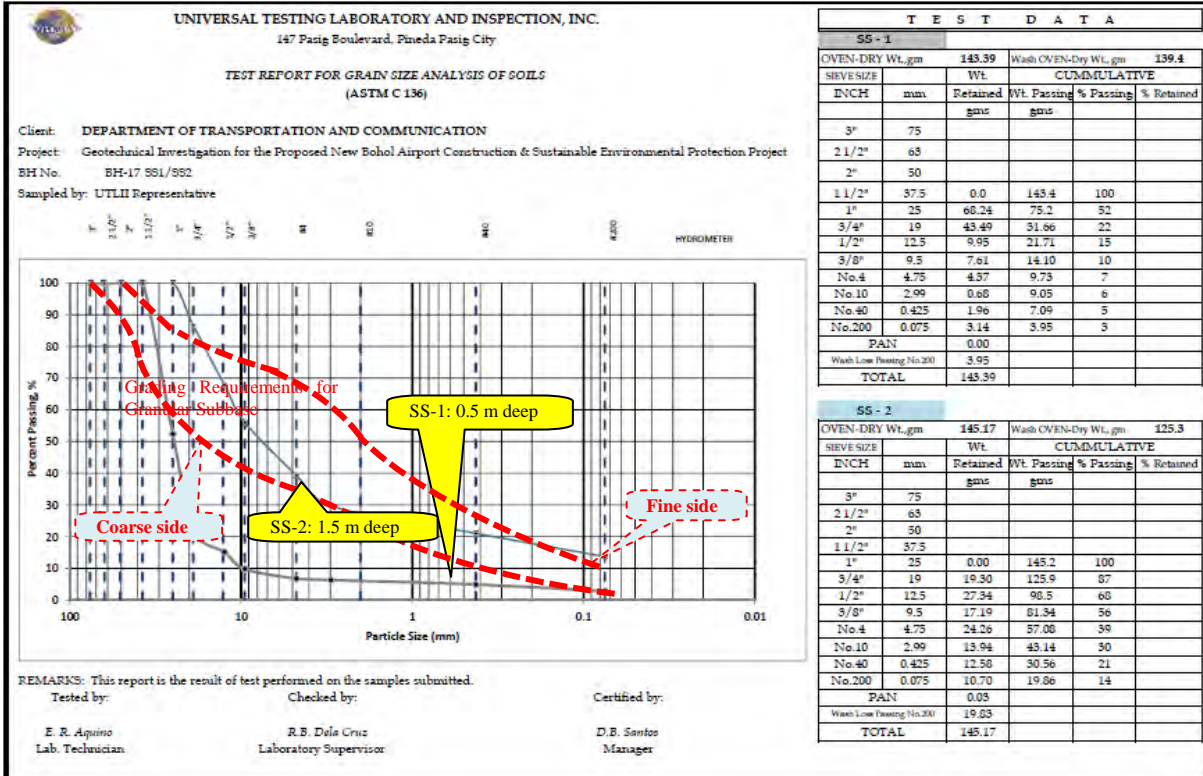 UNIVERSAL TESTING LABORATORY AND INSPECTION, INC.
147 Pasig Boulevard, Pineda Pasig City
TEST REPORT FOR GRAIN SIZE ANALYSIS OF SOILS
(ASTM C 136)
Client: DEPARTMENT OF TRANSPORTATION AND COMMUNICATION
Project: Geotechnical Investigation for the Proposed New Bohol Airport Construction & Sustainable Environmental Protection Project
BH No. BH-17 SS1/SS2
Sampled by: UTLII Representative
3" 2 1/2" 2" 1 1/2" 1" 3/4" 1/2" 3/8" #4 #10 #40 #200 HYDROMETER
100
90
80
70
60
50
40
30
20
10
0
Percent Passing, %
Grading Requirements for
Granular Subbase
SS-1: 0.5 m deep
Coarse side
SS-2: 1.5 m deep
Fine side
100 10 1 0.1 0.01
Particle Size (mm)
REMARKS: This report is the result of test performed on the samples submitted.
Tested by: Checked by: Certified by:
E. R. Aquino R.B. Dela Cruz D.B. Santos
Lab. Technician Laboratory Supervisor Manager
T E S T D A T A
SS - 1
OVEN-DRY Wt.,gm 143.39 Wash OVEN-Dry Wt., gm 139.4
SIEVE SIZE Wt. CUMMULATIVE
INCH mm Retained Wt. Passing % Passing % Retained
gms gms
3" 75
2 1/2" 63
2" 50
1 1/2" 37.5 0.0 143.4 100
1" 25 68.24 75.2 52
3/4" 19 43.49 31.66 22
1/2" 12.5 9.95 21.71 15
3/8" 9.5 7.61 14.10 10
No.4 4.75 4.37 9.73 7
No.10 2.99 0.68 9.05 6
No.40 0.425 1.96 7.09 5
No.200 0.075 3.14 3.95 3
PAN 0.00
Wash Loss Passing No.200 3.95
TOTAL 143.39
SS - 2
OVEN-DRY Wt.,gm 145.17 Wash OVEN-Dry Wt., gm 125.3
SIEVE SIZE Wt. CUMMULATIVE
INCH mm Retained Wt. Passing % Passing % Retained
gms gms
3" 75
2 1/2" 63
2" 50
1 1/2" 37.5
1" 25 0.00 145.2 100
3/4" 19 19.30 125.9 87
1/2" 12.5 27.34 98.5 68
3/8" 9.5 17.19 81.34 56
No.4 4.75 24.26 57.08 39
No.10 2.99 13.94 43.14 30
No.40 0.425 12.58 30.56 21
No.200 0.075 10.70 19.86 14
PAN 0.03
Wash Loss Passing No.200 19.83
TOTAL 145.17